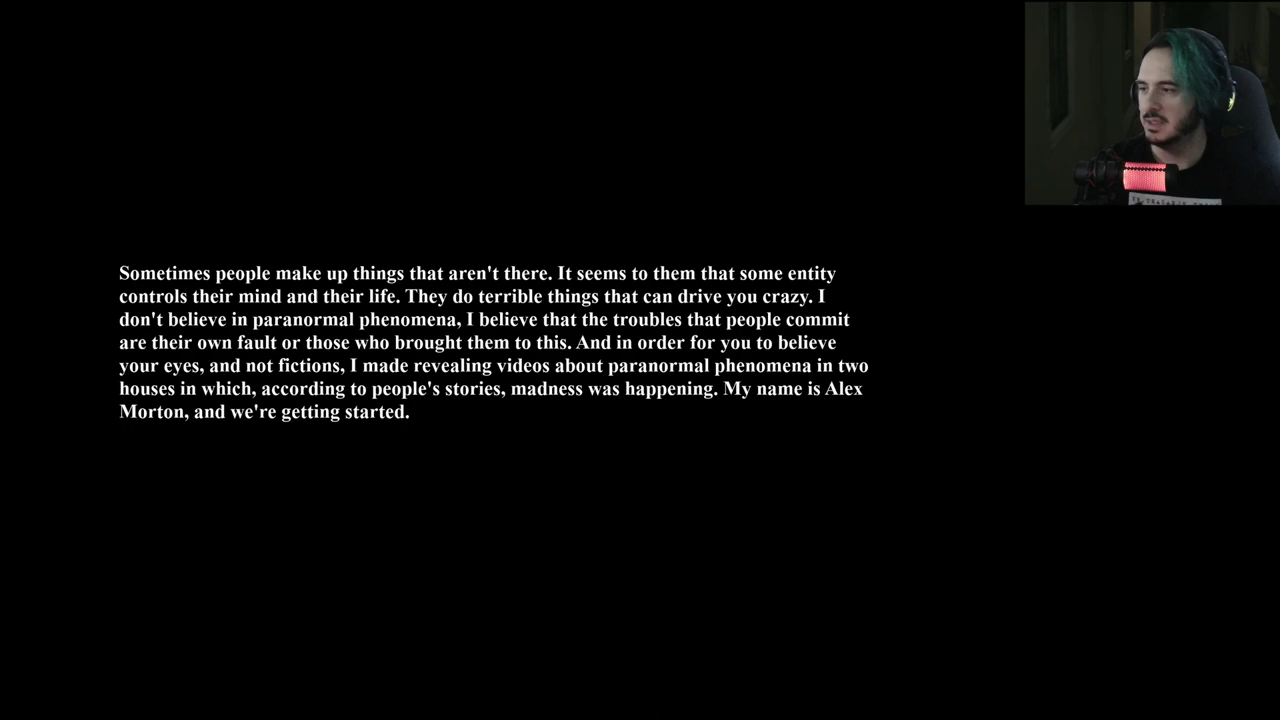 Sometimes people make up things that aren't there. It seems to them that some entity
controls their mind and their life. They do terrible things that can drive you crazy. I
don't believe in paranormal phenomena, I believe that the troubles that people commit
are their own fault or those who brought them to this. And in order for you to believe
your eyes, and not fictions, I made revealing videos about paranormal phenomena in two
houses in which, according to people's stories, madness was happening. My name is Alex
Morton, and we're getting started.